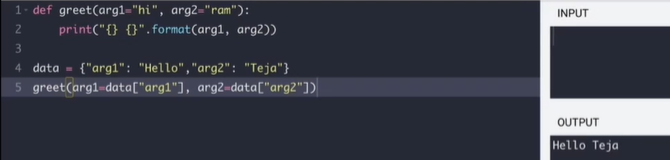 1 def greet(arg1="hi", arg2="ram"):
2     print("{} {}".format(arg1, arg2))
3
4 data = {"arg1": "Hello","arg2": "Teja"}
5 greet(arg1=data["arg1"], arg2=data["arg2"])
INPUT
OUTPUT
Hello Teja